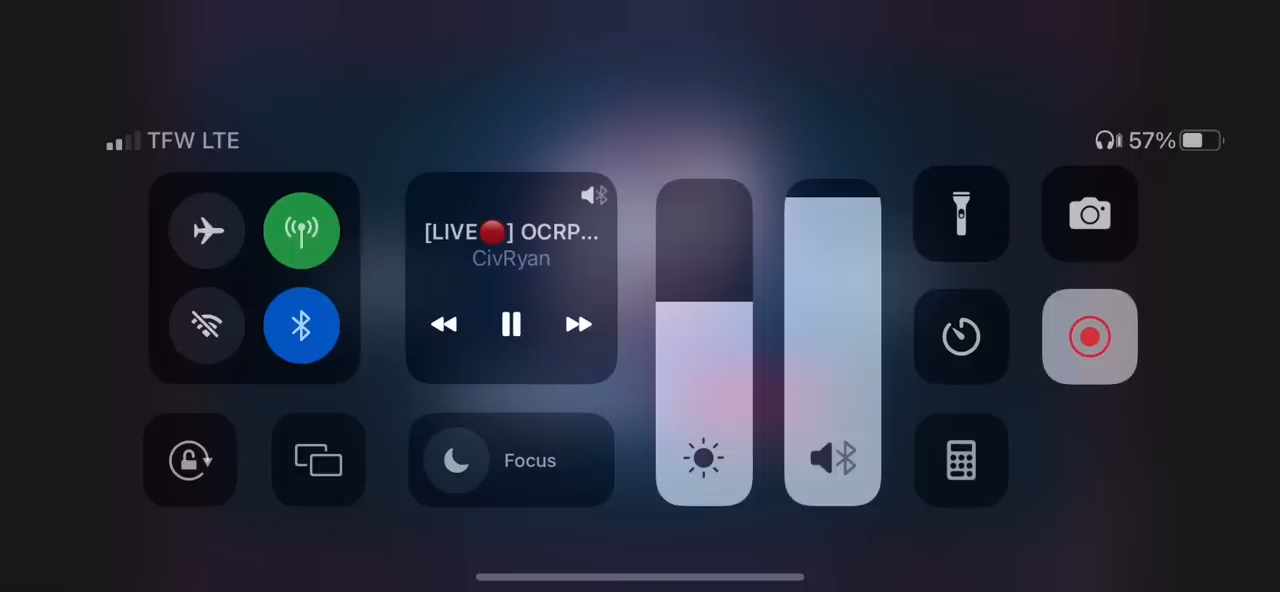 TFW LTE
57%
[LIVE🔴] OCRP...
CivRyan
Focus